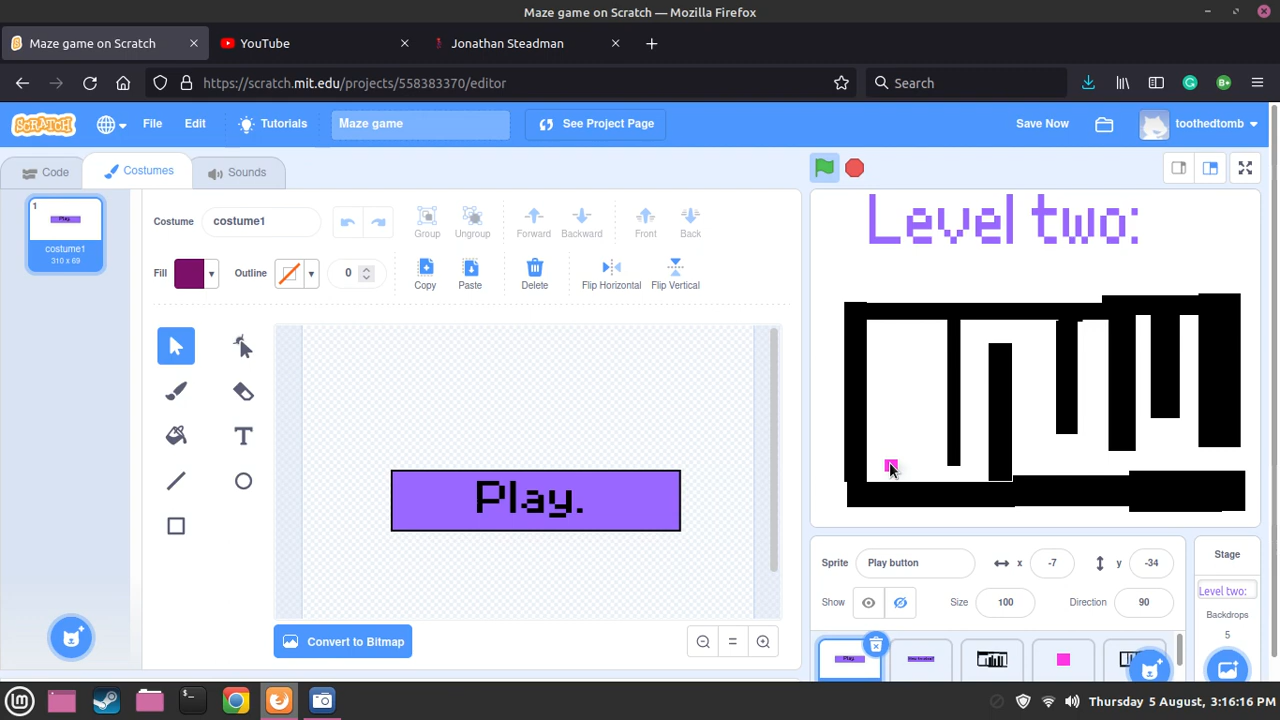 Maze game on Scratch — Mozilla Firefox
Maze game on Scratch
YouTube
Jonathan Steadman
https://scratch.mit.edu/projects/558383370/editor
Search
SCRATCH
File
Edit
Tutorials
Maze game
See Project Page
Save Now
toothedtomb
Code
Costumes
Sounds
1
Play.
costume1
310 x 69
Costume
costume1
Group
Ungroup
Forward
Backward
Front
Back
Fill
Outline
0
Copy
Paste
Delete
Flip Horizontal
Flip Vertical
Play.
Convert to Bitmap
Level two:
Sprite
Play button
x
-7
y
-34
Show
Size
100
Direction
90
Stage
Level two:
Backdrops
5
Play.
Thursday 5 August, 3:16:16 PM